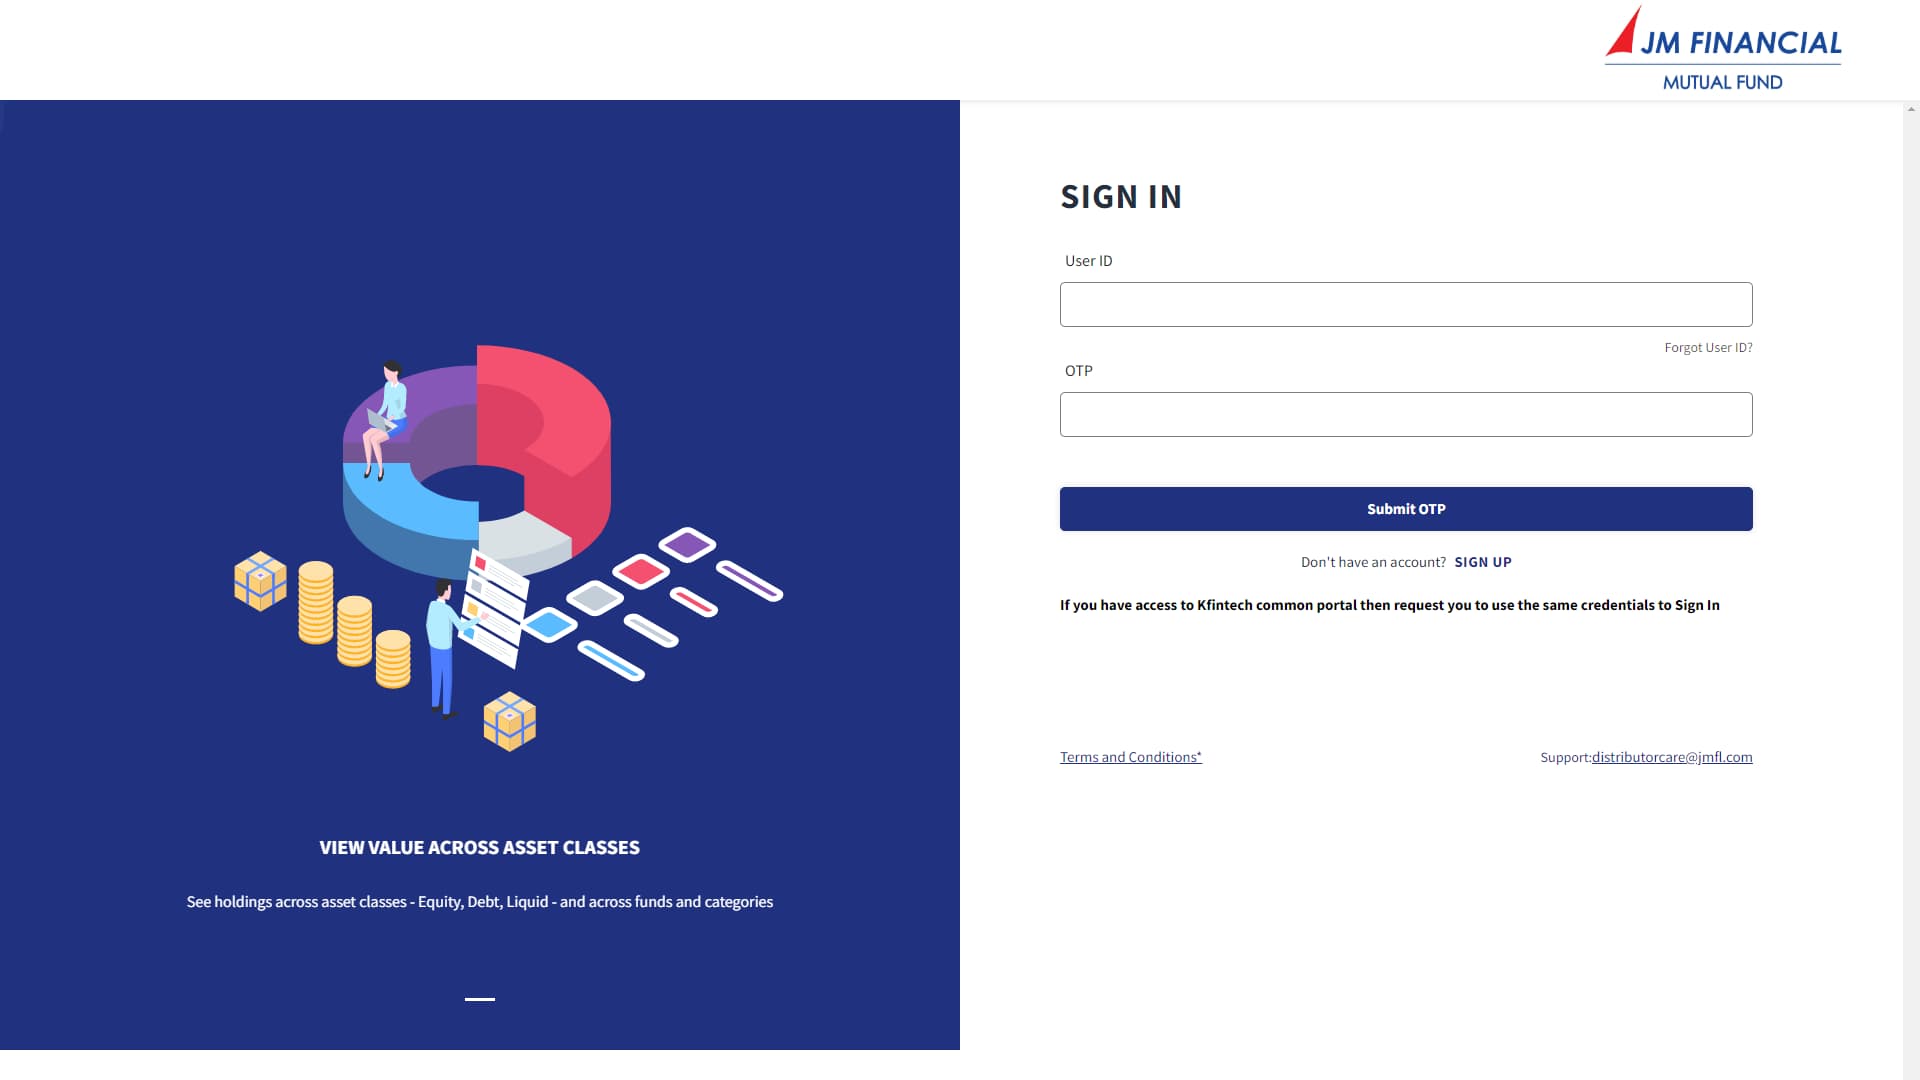 JM FINANCIAL
MUTUAL FUND
SIGN IN
User ID
Forgot User ID?
OTP
Submit OTP
Don't have an account? SIGN UP
If you have access to Kfintech common portal then request you to use the same credentials to Sign In
Terms and Conditions*
Support:distributorcare@jmfl.com
VIEW VALUE ACROSS ASSET CLASSES
See holdings across asset classes - Equity, Debt, Liquid - and across funds and categories